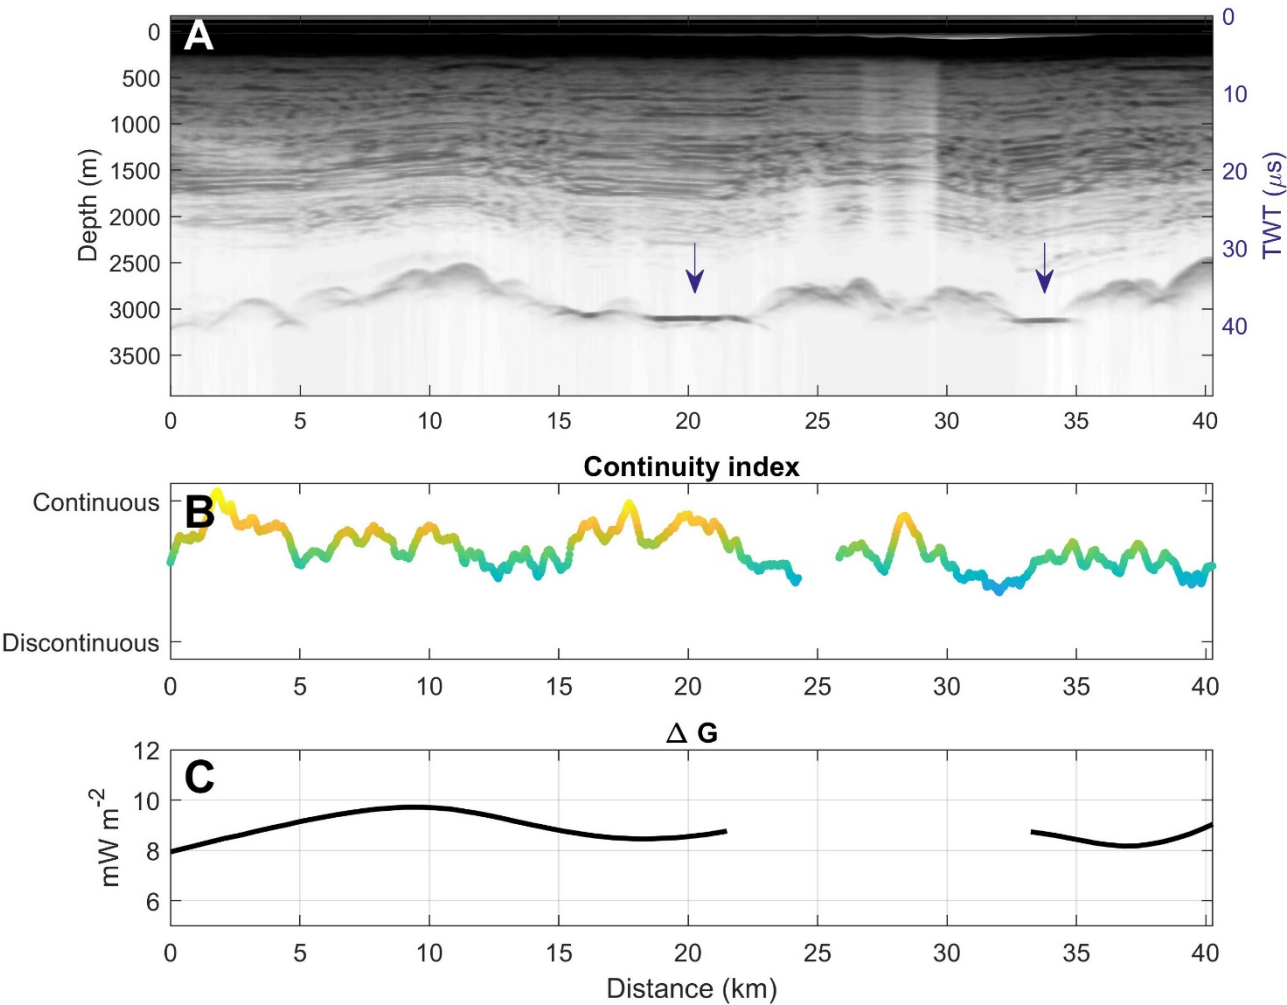 A
0
500
1000
1500
2000
2500
3000
3500
Depth (m)
0
10
20
30
40
TWT (μs)
0 5 10 15 20 25 30 35 40
Continuity index
B
Continuous
Discontinuous
0 5 10 15 20 25 30 35 40
Δ G
C
12
10
8
6
mW m⁻²
0 5 10 15 20 25 30 35 40
Distance (km)